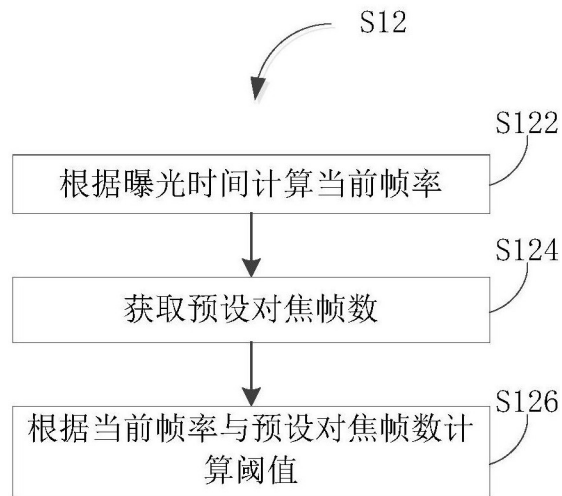 S12
S122
根据曝光时间计算当前帧率
S124
获取预设对焦帧数
S126
根据当前帧率与预设对焦帧数计
算阈值